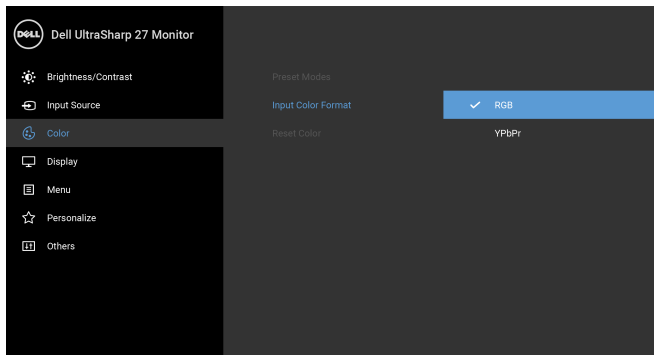 DELL Dell UltraSharp 27 Monitor
Brightness/Contrast
Input Source
Color
Display
Menu
Personalize
Others
Preset Modes
Input Color Format
Reset Color
RGB
YPbPr